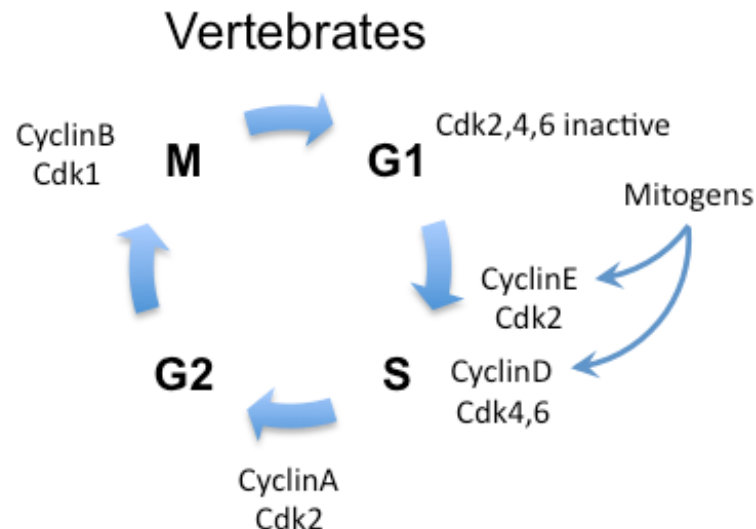 Vertebrates
CyclinB
Cdk1
M
G1
Cdk2,4,6 inactive
Mitogens
CyclinE
Cdk2
G2
S
CyclinD
Cdk4,6
CyclinA
Cdk2